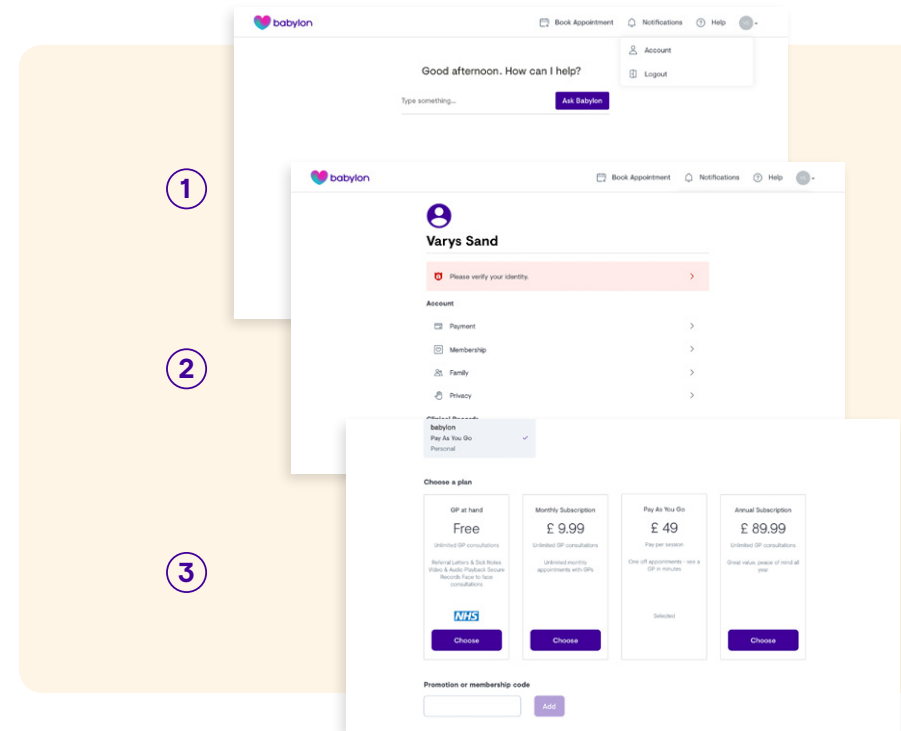 babylon
Book Appointment
Notifications
Help
Account
Logout
Good afternoon. How can I help?
Type something...
Ask Babylon
1
babylon
Book Appointment
Notifications
Help
Varys Sand
Please verify your identity.
Account
Payment
2
Membership
Family
Privacy
Clinical Records
babylon
Pay As You Go
Personal
Choose a plan
3
GP at hand
Free
Unlimited GP consultations
Referral Letters & Sick Notes
Video & Audio Playback Secure
Records Face to face
consultations
NHS
Choose
Monthly Subscription
£ 9.99
Unlimited GP consultations
Unlimited monthly
appointments with GPs
Choose
Pay As You Go
£ 49
Pay per session
One off appointments - see a
GP in minutes
Selected
Annual Subscription
£ 89.99
Unlimited GP consultations
Great value, peace of mind all
year
Choose
Promotion or membership code
Add